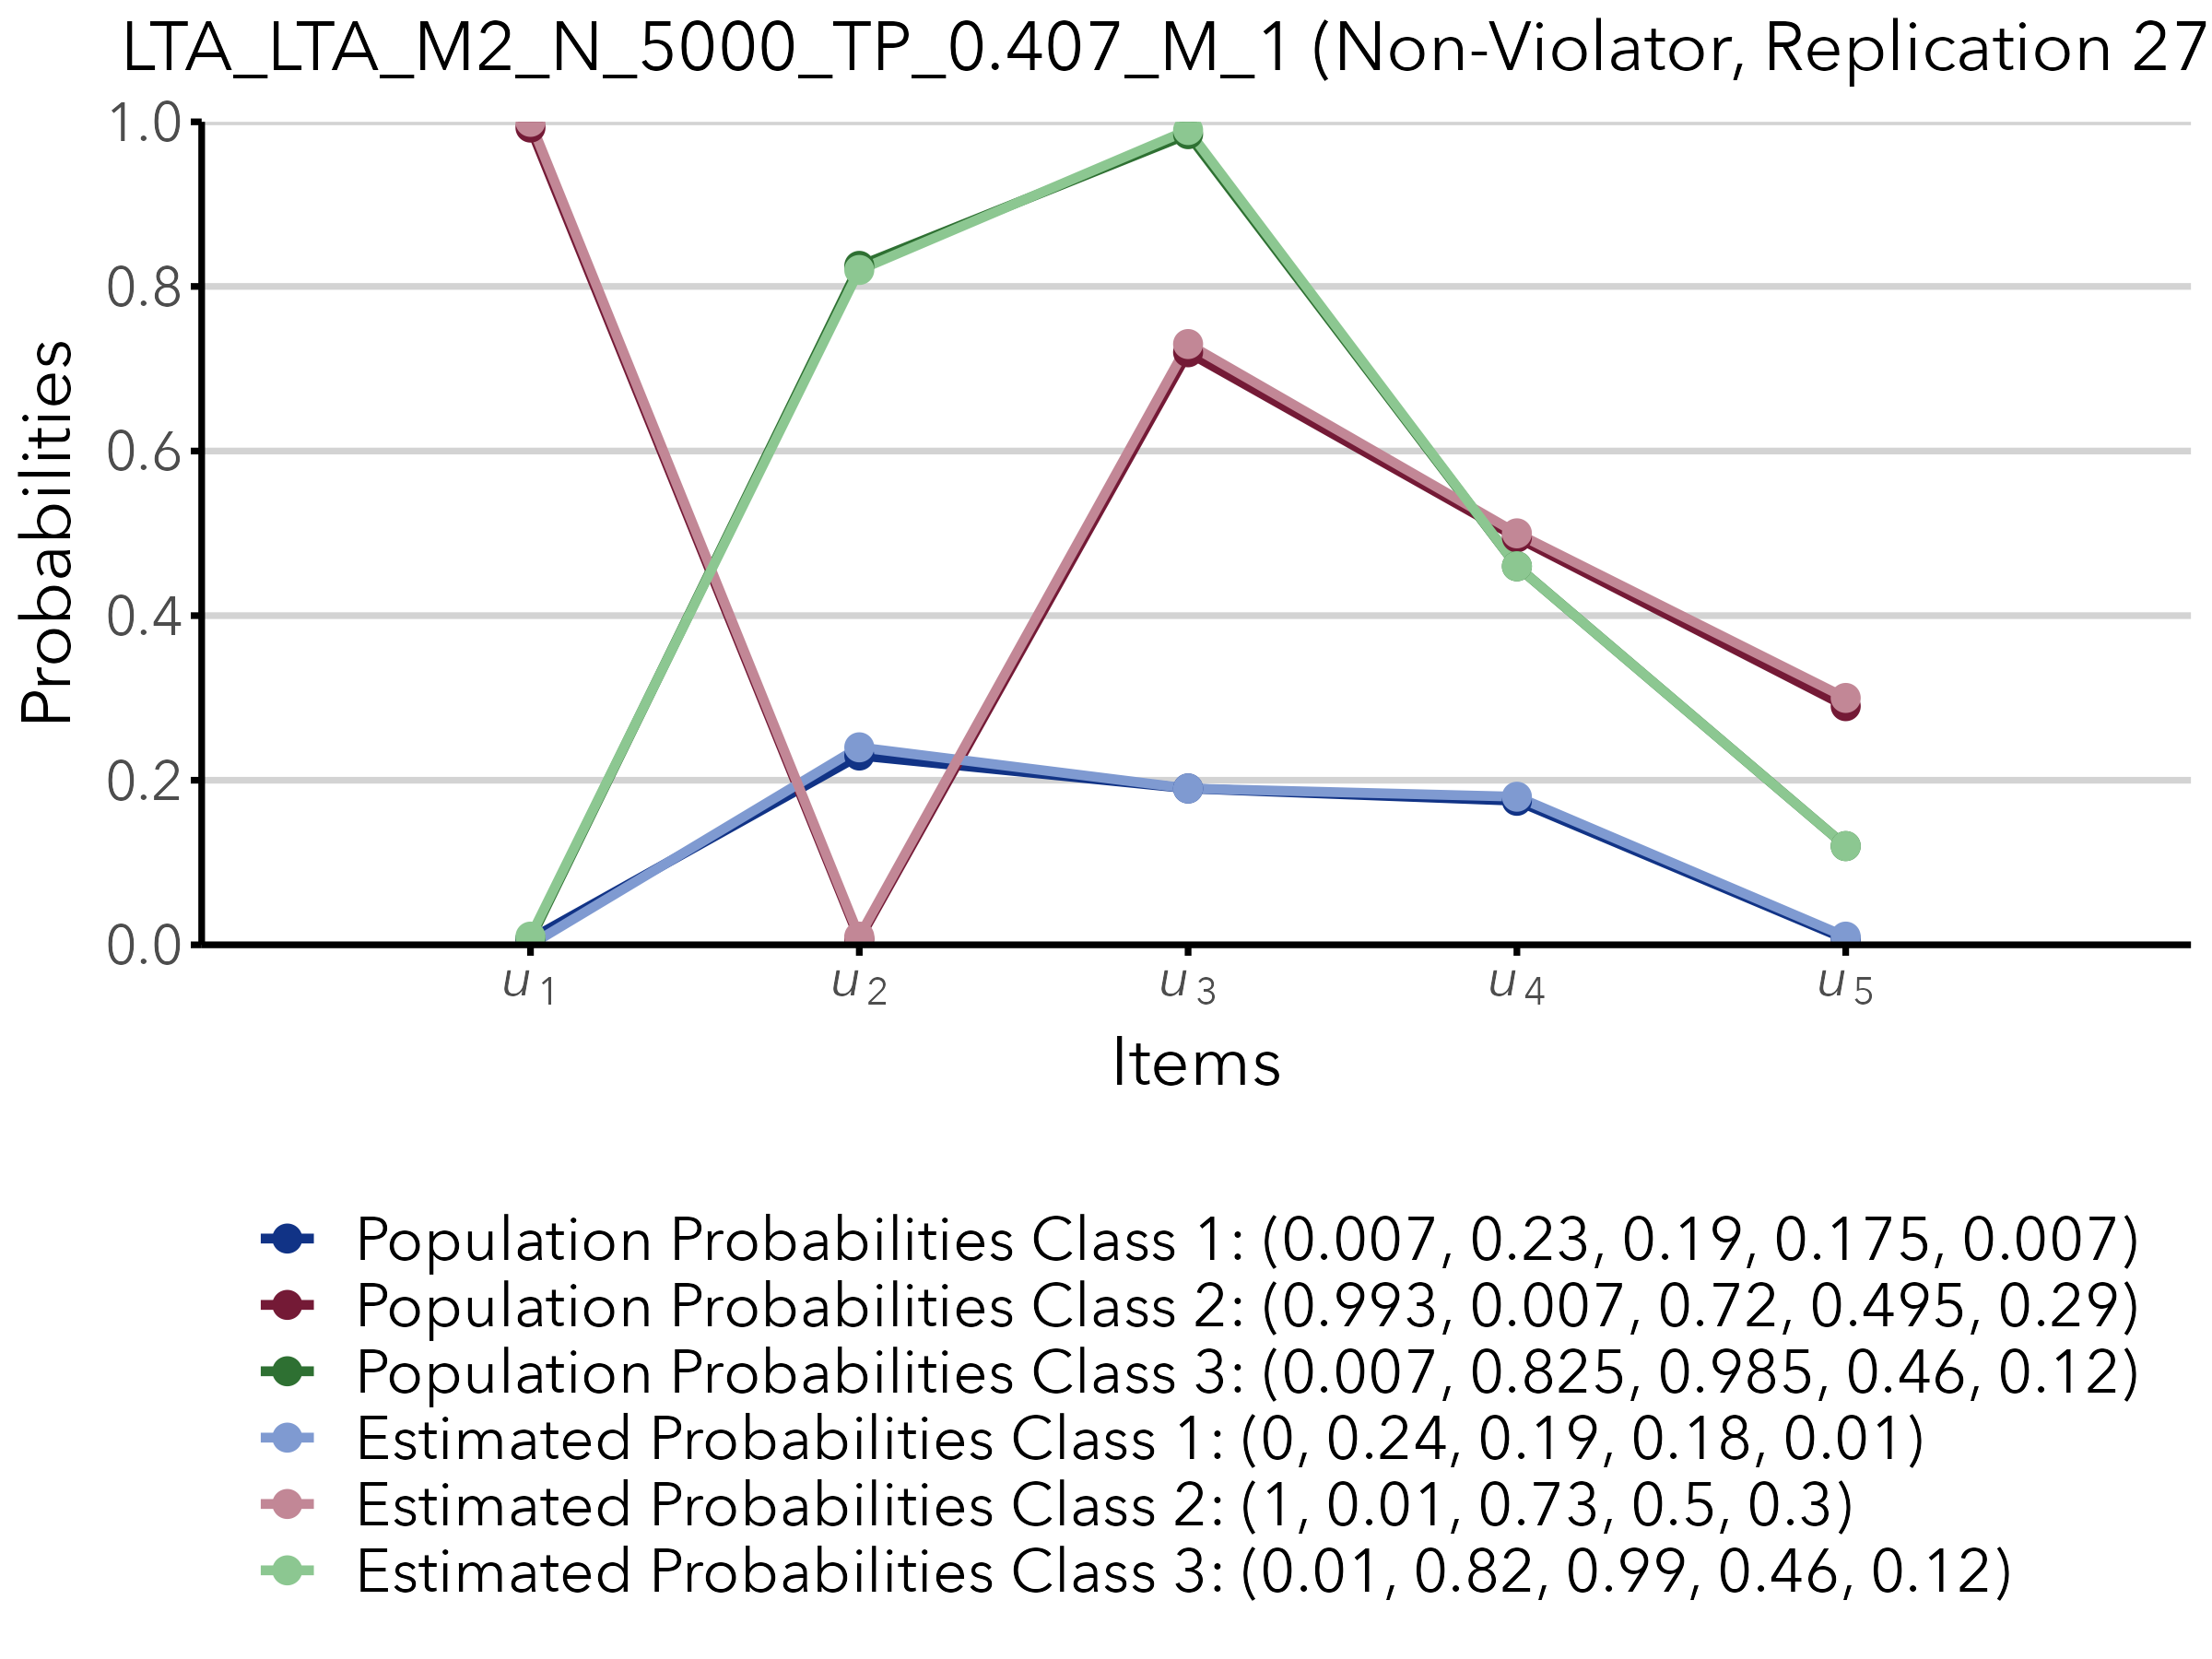 LTA_LTA_M2_N_5000_TP_0.407_M_1 (Non-Violator, Replication 27
1.0
0.8
0.6
0.4
0.2
0.0
Probabilities
u1
u2
u3
u4
u5
Items
Population Probabilities Class 1: (0.007, 0.23, 0.19, 0.175, 0.007)
Population Probabilities Class 2: (0.993, 0.007, 0.72, 0.495, 0.29)
Population Probabilities Class 3: (0.007, 0.825, 0.985, 0.46, 0.12)
Estimated Probabilities Class 1: (0, 0.24, 0.19, 0.18, 0.01)
Estimated Probabilities Class 2: (1, 0.01, 0.73, 0.5, 0.3)
Estimated Probabilities Class 3: (0.01, 0.82, 0.99, 0.46, 0.12)